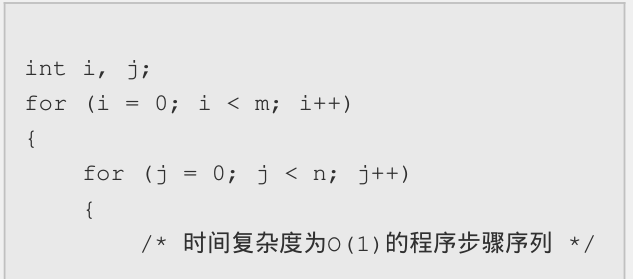 int i, j;
for (i = 0; i < m; i++)
{
    for (j = 0; j < n; j++)
    {
        /* 时间复杂度为O(1)的程序步骤序列 */